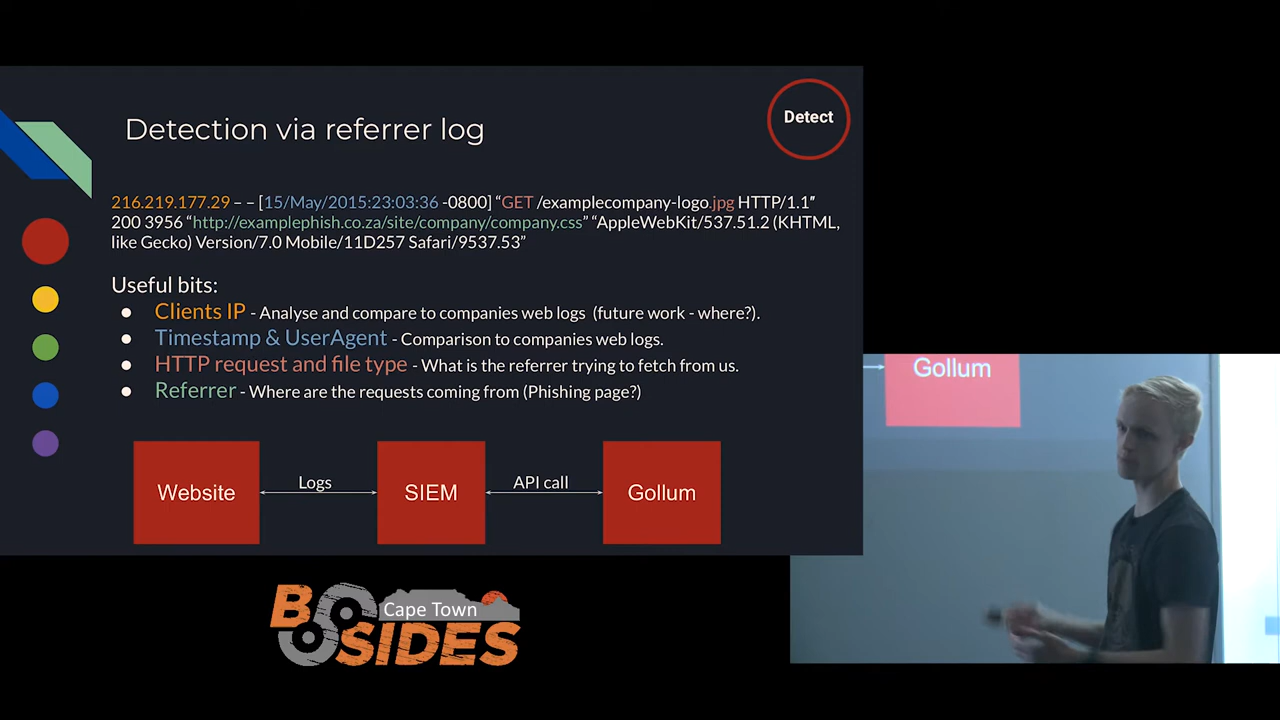 Detection via referrer log
Detect
216.219.177.29 – – [15/May/2015:23:03:36 -0800] “GET /examplecompany-logo.jpg HTTP/1.1”
200 3956 “http://examplephish.co.za/site/company/company.css” “AppleWebKit/537.51.2 (KHTML,
like Gecko) Version/7.0 Mobile/11D257 Safari/9537.53”
Useful bits:
● Clients IP - Analyse and compare to companies web logs (future work - where?).
● Timestamp & UserAgent - Comparison to companies web logs.
● HTTP request and file type - What is the referrer trying to fetch from us.
● Referrer - Where are the requests coming from (Phishing page?)
Website
Logs
SIEM
API call
Gollum
Gollum
B
Cape Town
SIDES